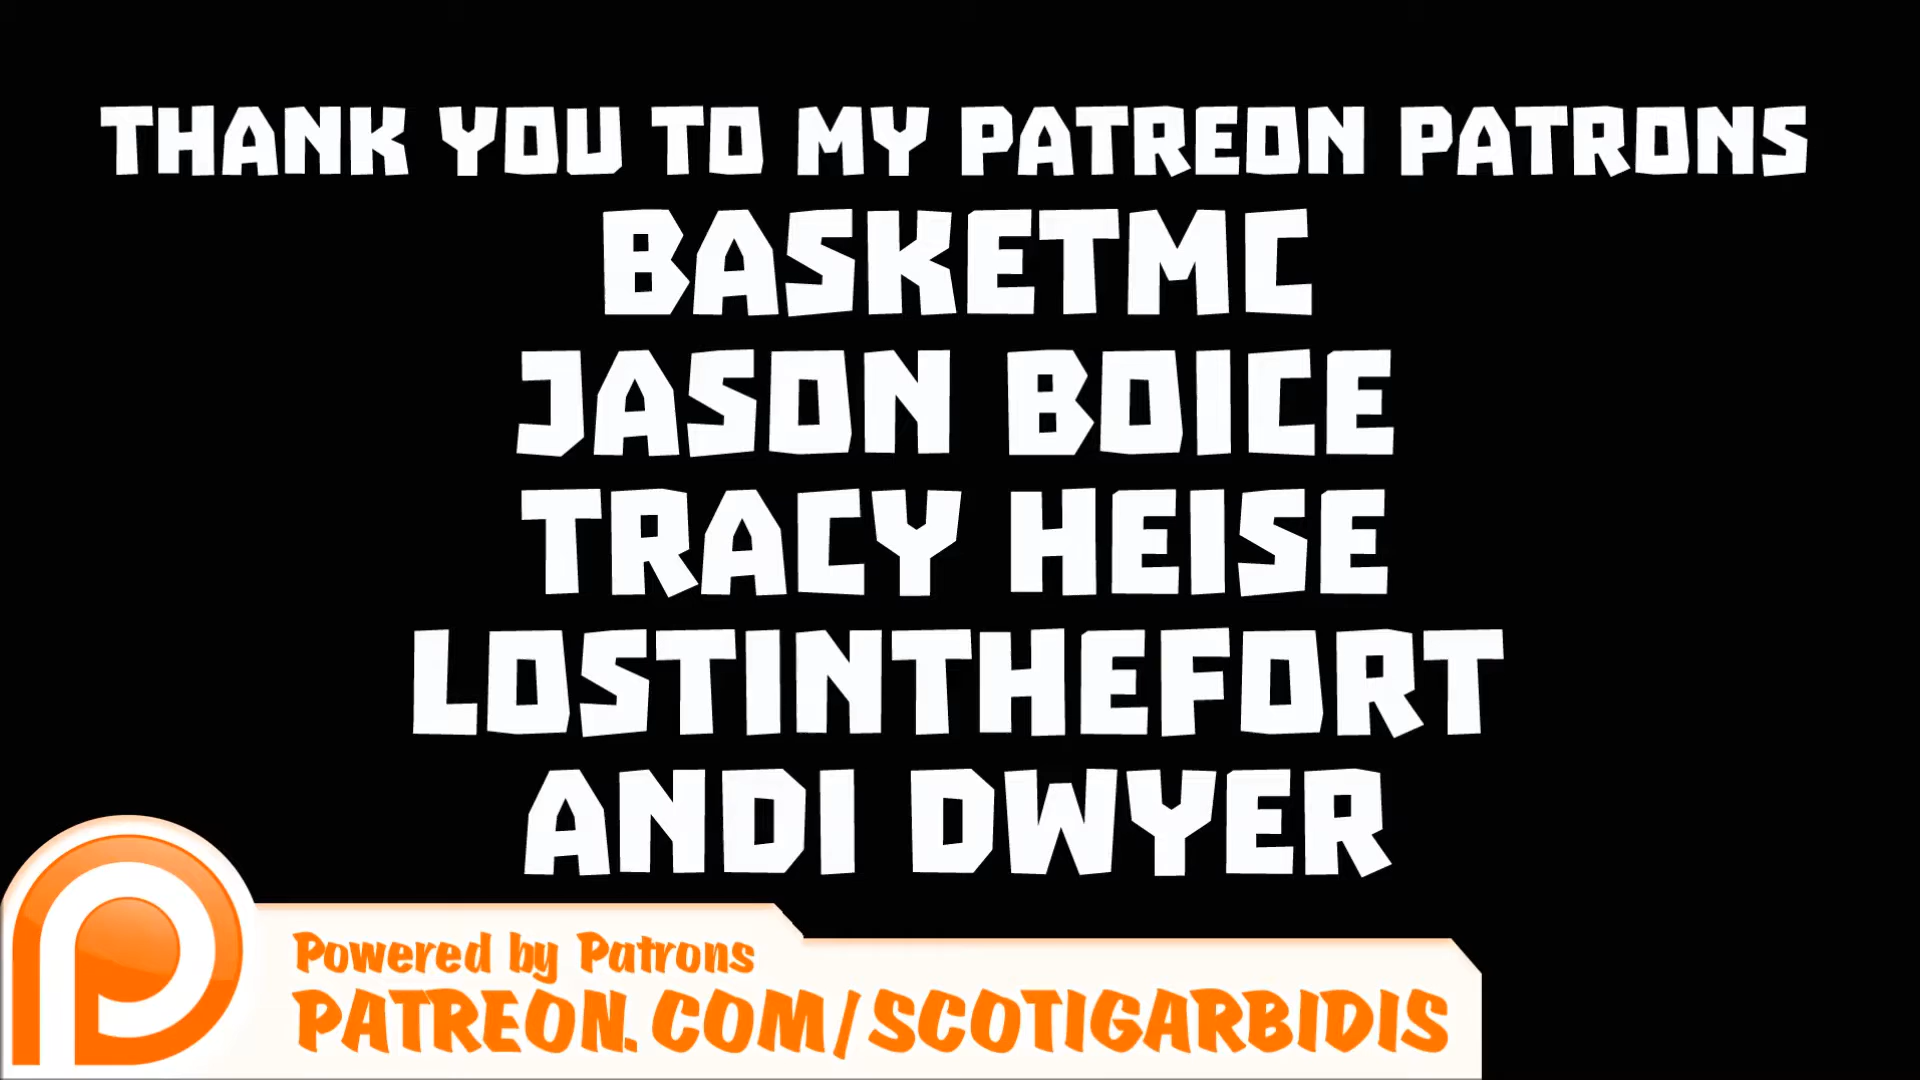 THANK YOU TO MY PATREON PATRONS
BASKETMC
JASON BOICE
TRACY HEISE
LOSTINTHEFORT
ANDI DWYER
Powered by Patrons
PATREON.COM/SCOTIGARBIDIS